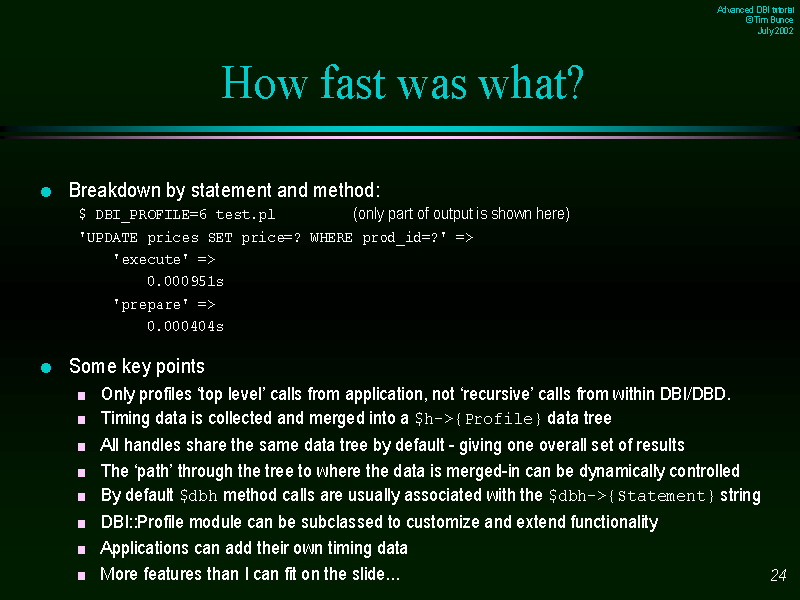 Advanced DBI tutorial
©Tim Bunce
July 2002
How fast was what?
Breakdown by statement and method:
$ DBI_PROFILE=6 test.pl (only part of output is shown here)
'UPDATE prices SET price=? WHERE prod_id=?' =>
'execute' =>
0.000951s
'prepare' =>
0.000404s
Some key points
Only profiles ‘top level’ calls from application, not ‘recursive’ calls from within DBI/DBD.
Timing data is collected and merged into a $h->{Profile} data tree
All handles share the same data tree by default - giving one overall set of results
The ‘path’ through the tree to where the data is merged-in can be dynamically controlled
By default $dbh method calls are usually associated with the $dbh->{Statement} string
DBI::Profile module can be subclassed to customize and extend functionality
Applications can add their own timing data
More features than I can fit on the slide...
24